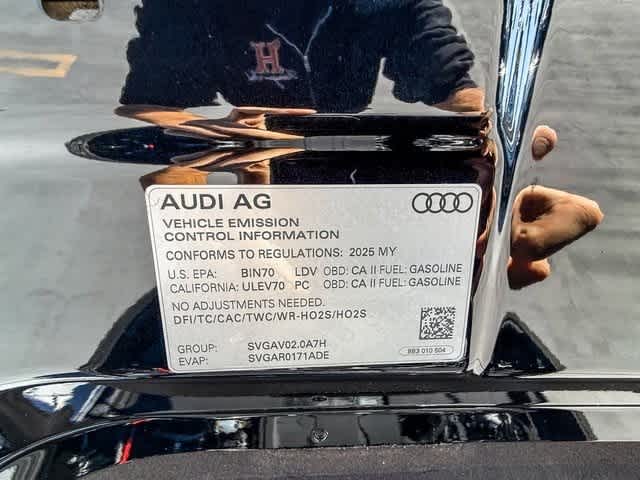 H
AUDI AG
VEHICLE EMISSION
CONTROL INFORMATION
CONFORMS TO REGULATIONS: 2025 MY
U.S. EPA: BIN70 LDV OBD: CA II FUEL: GASOLINE
CALIFORNIA: ULEV70 PC OBD: CA II FUEL: GASOLINE
NO ADJUSTMENTS NEEDED.
DFI/TC/CAC/TWC/WR-HO2S/HO2S
GROUP: SVGAV02.0A7H
EVAP: SVGAR0171ADE